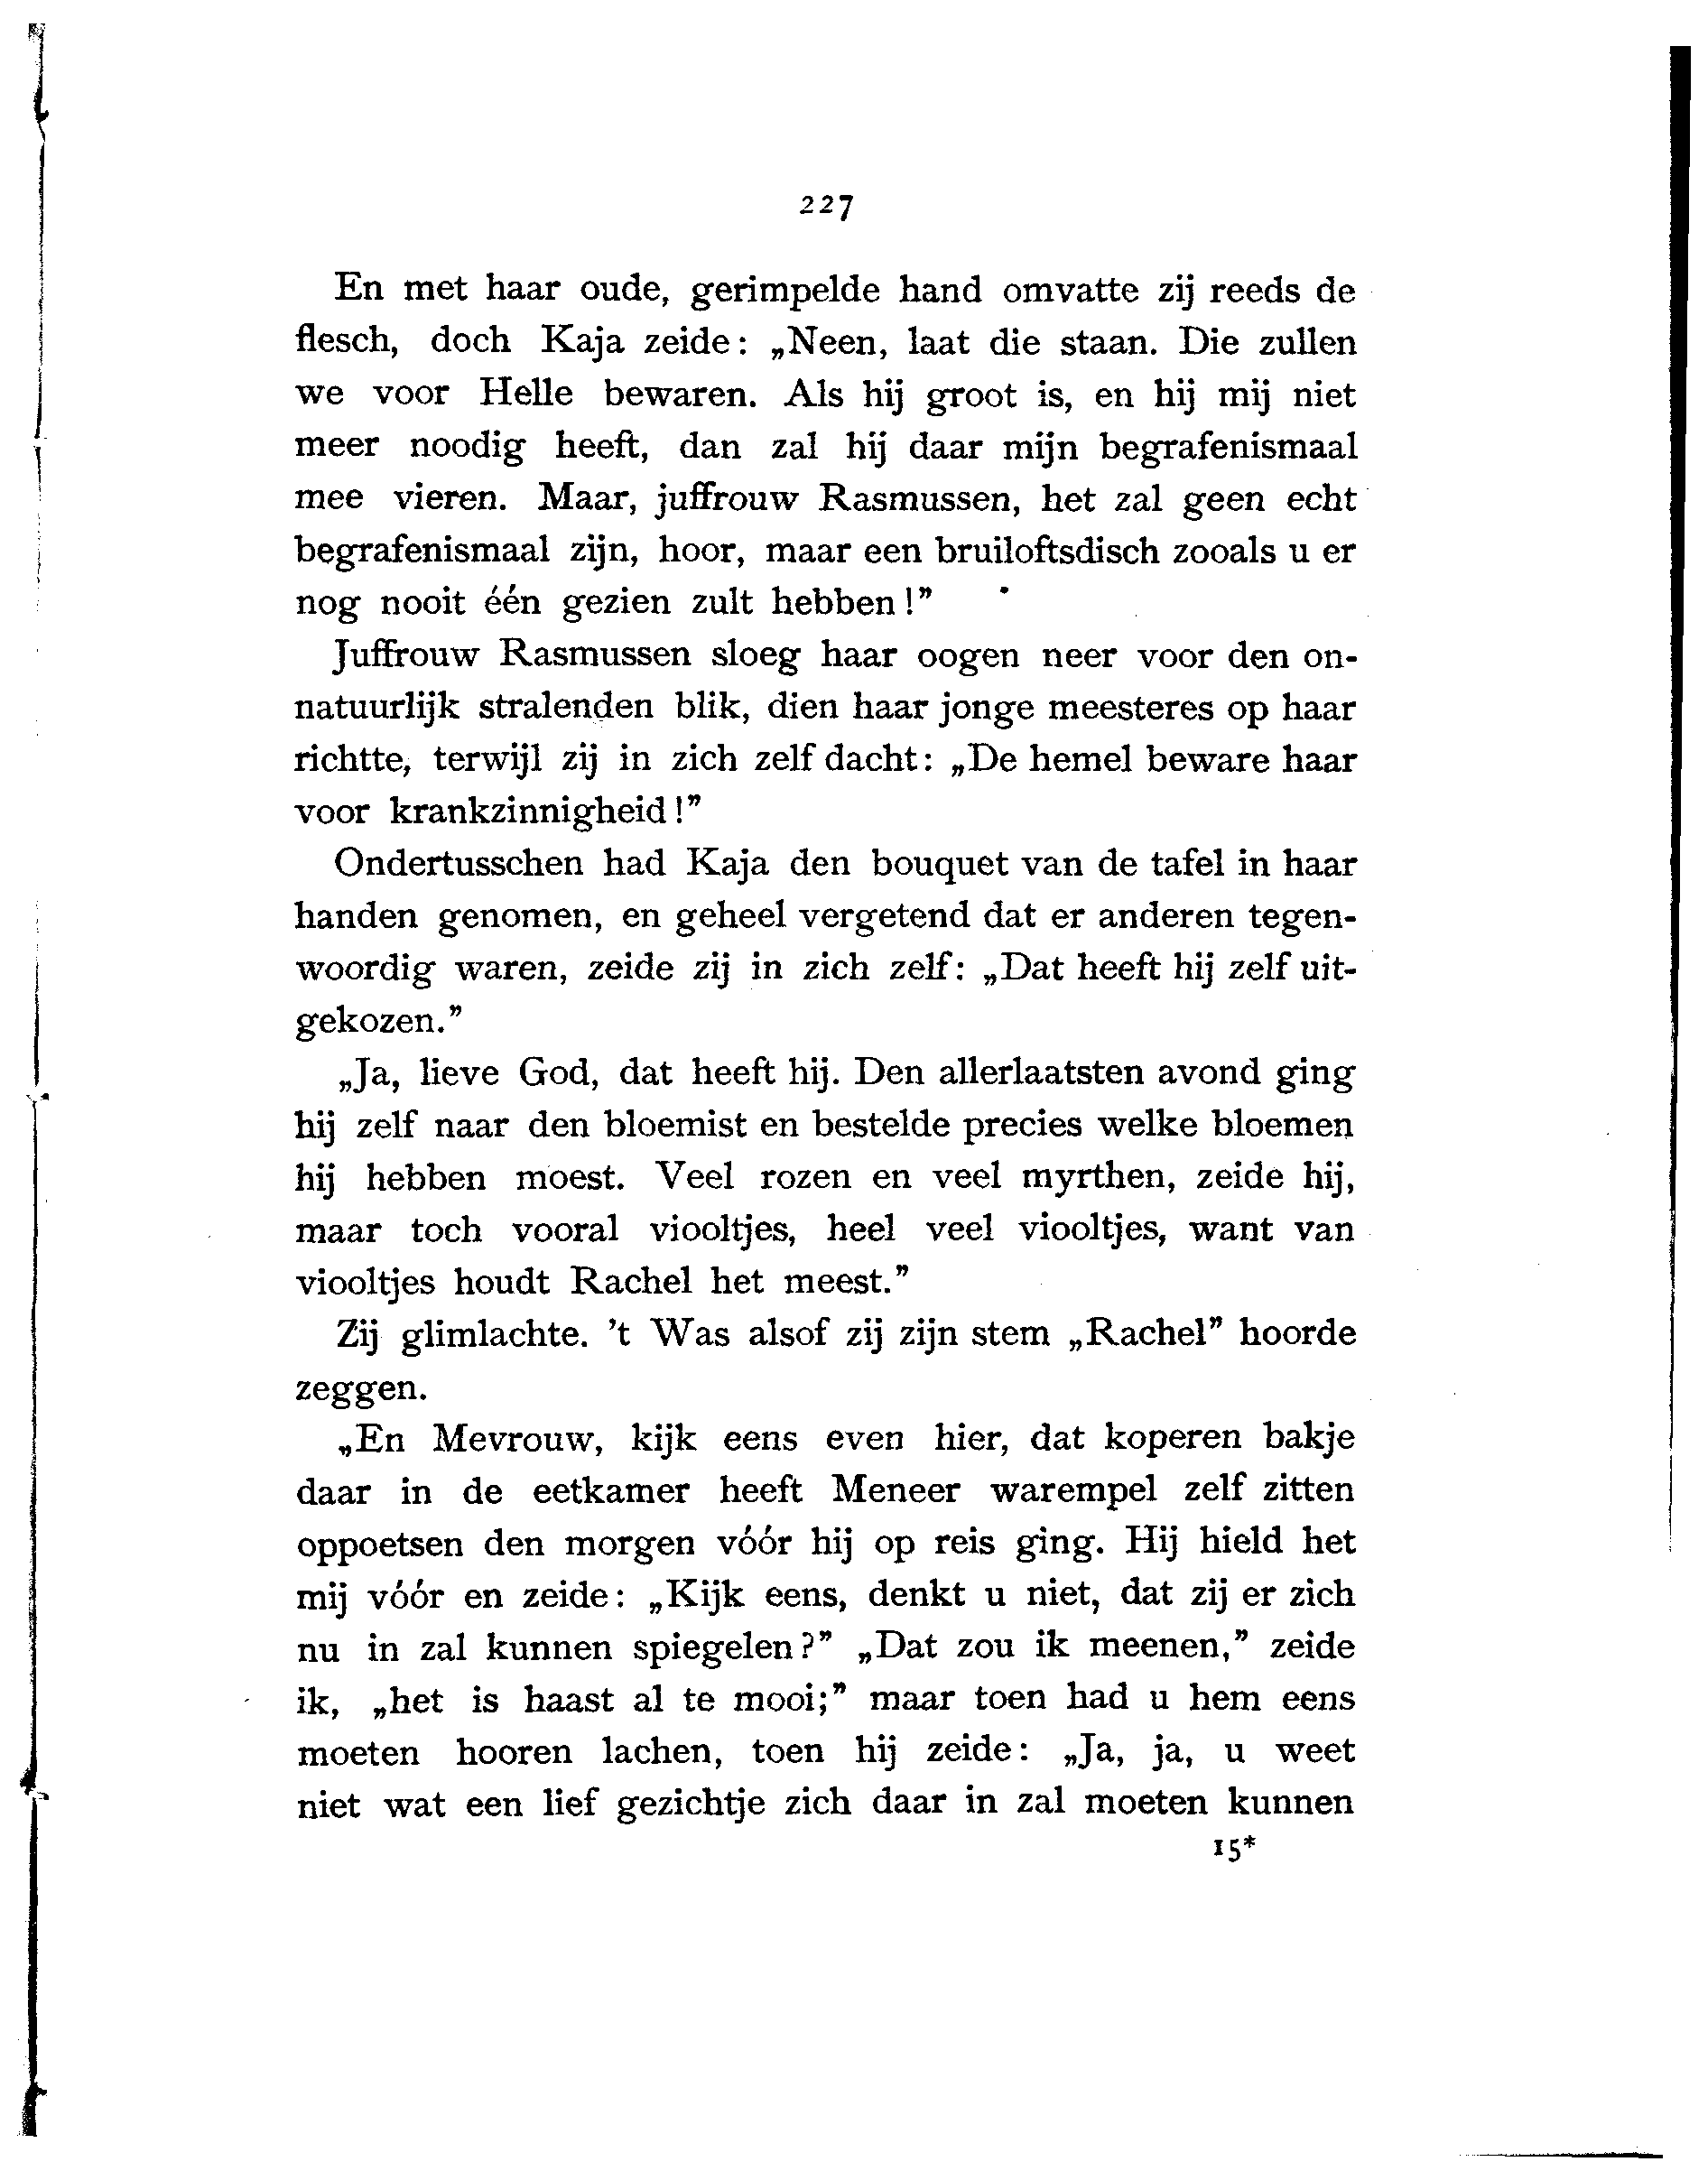 227
En met haar oude, gerimpelde hand omvatte zij reeds de
flesch, doch Kaja zeide: „Neen, laat die staan. Die zullen
we voor Helle bewaren. Als hij groot is, en hij mij niet
meer noodig heeft, dan zal hij daar mijn begrafenismaal
mee vieren. Maar, juffrouw Rasmussen, het zal geen echt
begrafenismaal zijn, hoor, maar een bruiloftsdisch zooals u er
nog nooit één gezien zult hebben!”
Juffrouw Rasmussen sloeg haar oogen neer voor den on-
natuurlijk stralenden blik, dien haar jonge meesteres op haar
richtte, terwijl zij in zich zelf dacht: „De hemel beware haar
voor krankzinnigheid!”
Ondertusschen had Kaja den bouquet van de tafel in haar
handen genomen, en geheel vergetend dat er anderen tegen-
woordig waren, zeide zij in zich zelf: „Dat heeft hij zelf uit-
gekozen.”
„Ja, lieve God, dat heeft hij. Den allerlaatsten avond ging
hij zelf naar den bloemist en bestelde precies welke bloemen
hij hebben moest. Veel rozen en veel myrthen, zeide hij,
maar toch vooral viooltjes, heel veel viooltjes, want van
viooltjes houdt Rachel het meest.”
Zij glimlachte. ’t Was alsof zij zijn stem „Rachel” hoorde
zeggen.
„En Mevrouw, kijk eens even hier, dat koperen bakje
daar in de eetkamer heeft Meneer warempel zelf zitten
oppoetsen den morgen vóór hij op reis ging. Hij hield het
mij vóór en zeide: „Kijk eens, denkt u niet, dat zij er zich
nu in zal kunnen spiegelen?” „Dat zou ik meenen,” zeide
ik, „het is haast al te mooi;” maar toen had u hem eens
moeten hooren lachen, toen hij zeide: „Ja, ja, u weet
niet wat een lief gezichtje zich daar in zal moeten kunnen
15*